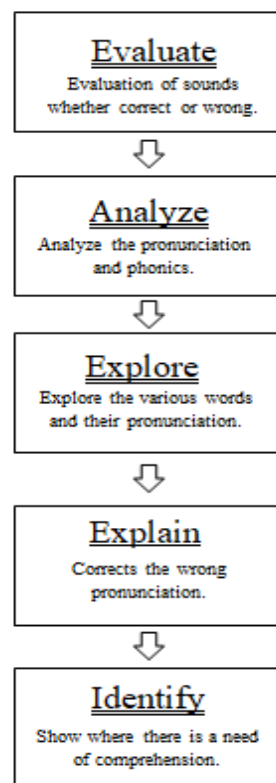 Evaluate
Evaluation of sounds
whether correct or wrong.
Analyze
Analyze the pronunciation
and phonics.
Explore
Explore the various words
and their pronunciation.
Explain
Corrects the wrong
pronunciation.
Identify
Show where there is a need
of comprehension.